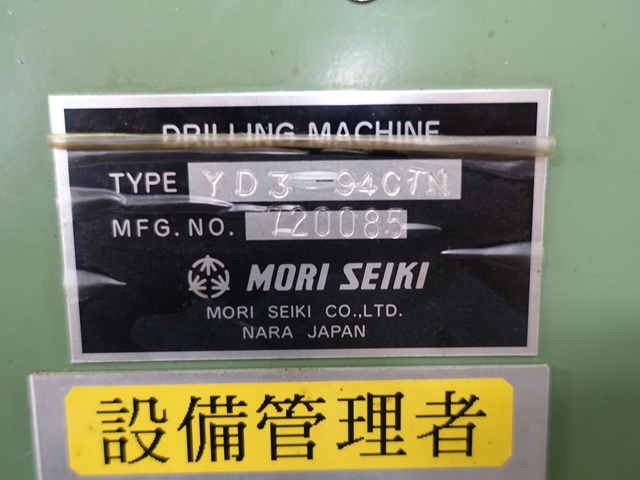 DRILLING MACHINE
TYPE YD3-94C7N
MFG. NO. 720085
MORI SEIKI
MORI SEIKI CO.,LTD.
NARA JAPAN
設備管理者